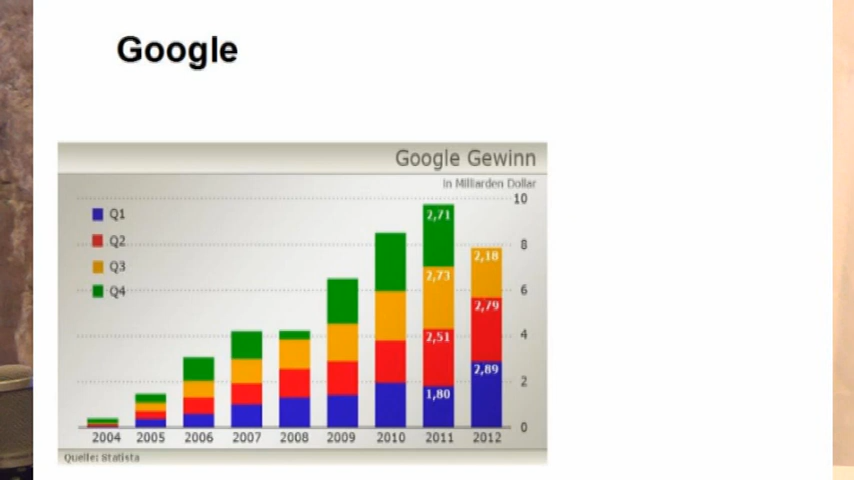 Google
Google Gewinn
in Milliarden Dollar
10
Q1
Q2
Q3
Q4
8
6
4
2
0
2,71
2,73
2,51
1,80
2,18
2,79
2,89
2004 2005 2006 2007 2008 2009 2010 2011 2012
Quelle: Statista